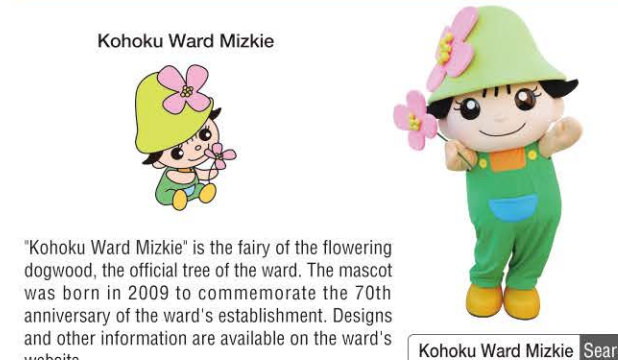 Kohoku Ward Mizkie
"Kohoku Ward Mizkie" is the fairy of the flowering
dogwood, the official tree of the ward. The mascot
was born in 2009 to commemorate the 70th
anniversary of the ward's establishment. Designs
and other information are available on the ward's
website.
Kohoku Ward Mizkie Sear